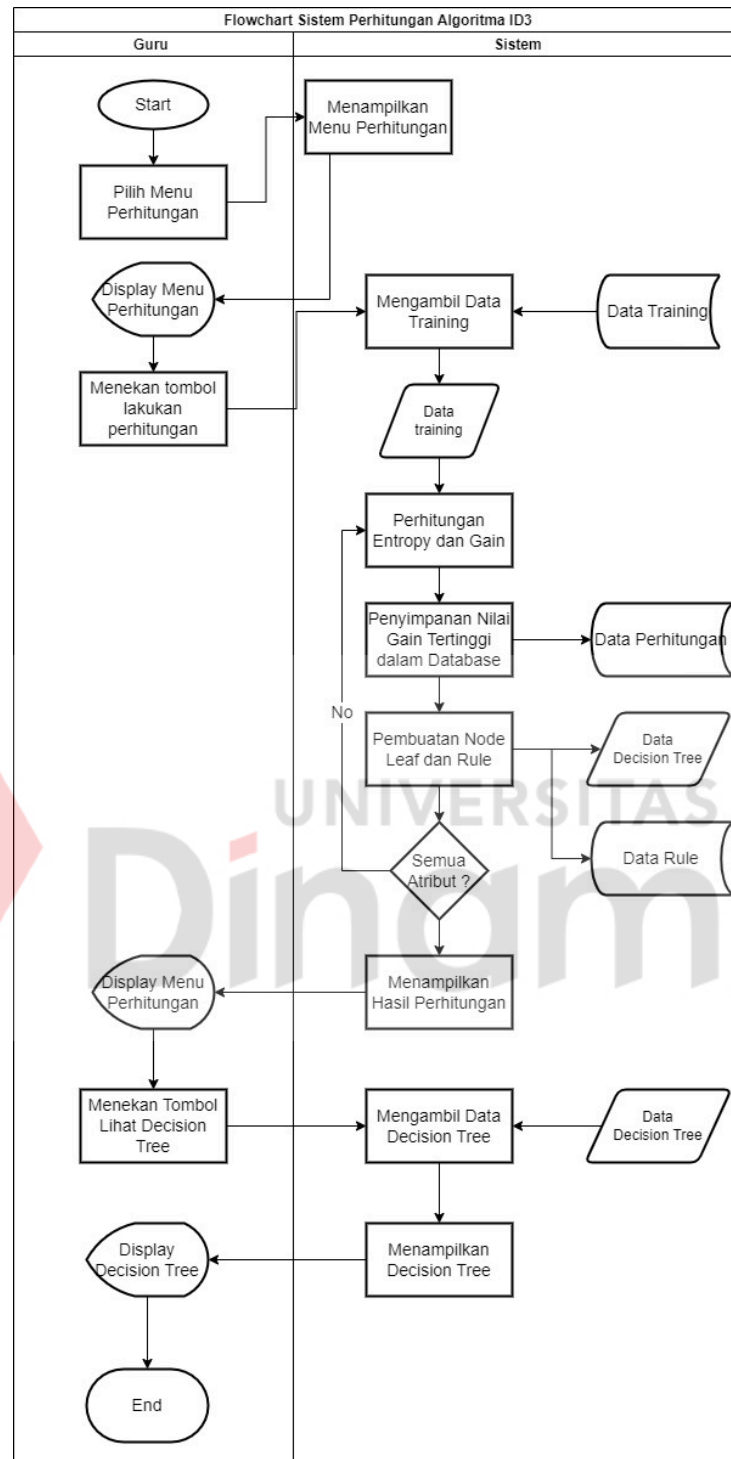 Flowchart Sistem Perhitungan Algoritma ID3
Guru
Sistem
Start
Menampilkan
Menu Perhitungan
Pilih Menu
Perhitungan
Display Menu
Perhitungan
Mengambil Data
Training
Data Training
Menekan tombol
lakukan
perhitungan
Data
training
Perhitungan
Entropy dan Gain
Penyimpanan Nilai
Gain Tertinggi
dalam Database
Data Perhitungan
No
Pembuatan Node
Leaf dan Rule
Data
Decision Tree
UNIVERSITAS
Dinam
Semua
Atribut ?
Data Rule
Display Menu
Perhitungan
Menampilkan
Hasil Perhitungan
Menekan Tombol
Lihat Decision
Tree
Mengambil Data
Decision Tree
Data
Decision Tree
Display
Decision Tree
Menampilkan
Decision Tree
End